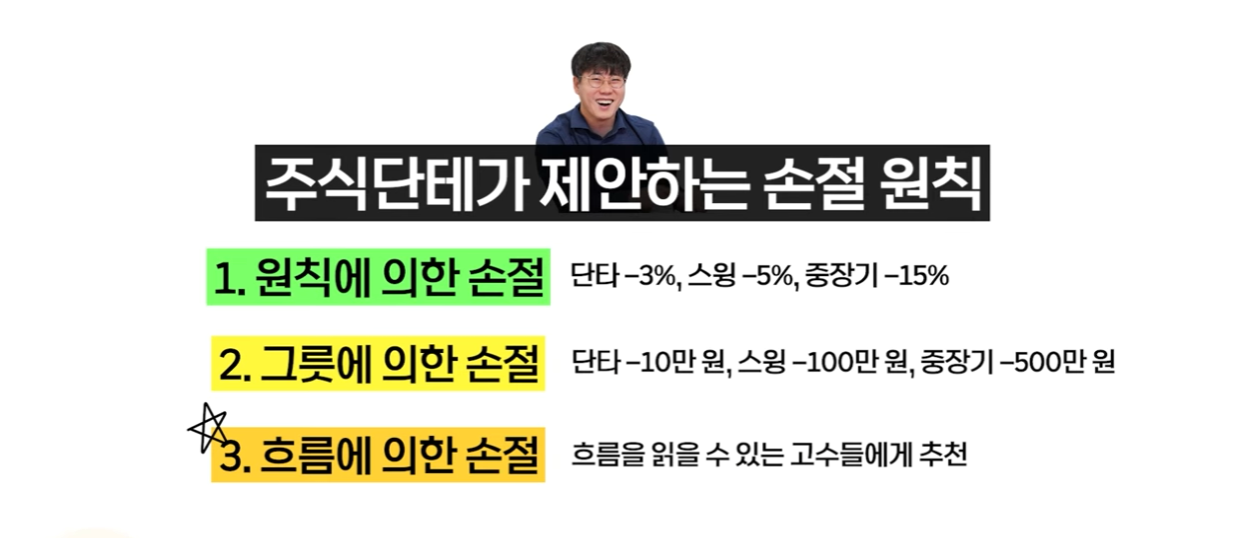 주식단테가 제안하는 손절 원칙
1. 원칙에 의한 손절 단타 –3%, 스윙 –5%, 중장기 –15%
2. 그릇에 의한 손절 단타 –10만 원, 스윙 –100만 원, 중장기 –500만 원
3. 흐름에 의한 손절 흐름을 읽을 수 있는 고수들에게 추천